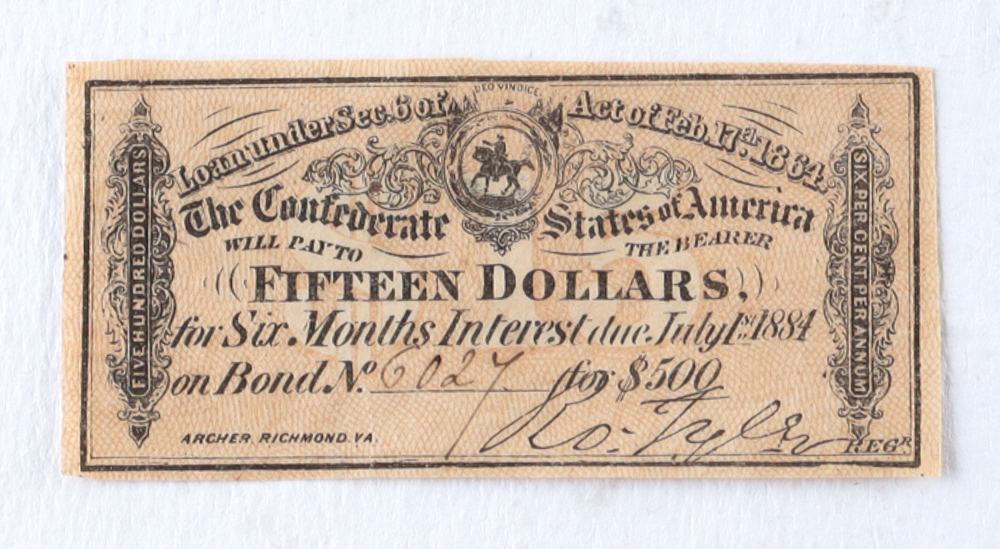 DEO VINDICE.
Loan under Sec. 6 of Act of Feb. 17th. 1864.
The Confederate States of America
WILL PAY TO THE BEARER
FIFTEEN DOLLARS,
for Six Months Interest due July 1st. 1884
on Bond No. 6027 for $500
Ro. Tyler REGR
ARCHER, RICHMOND. VA.
FIVE HUNDRED DOLLARS
SIX PER CENT PER ANNUM